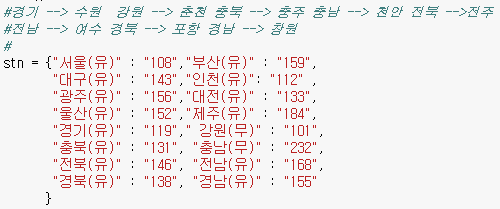 #경기 --> 수원  강원 --> 춘천 충북 --> 충주 충남 --> 천안 전북 -->전주
#전남 --> 여수 경북 --> 포항 경남 --> 창원
#
stn = {"서울(유)" : "108","부산(유)" : "159",
"대구(유)" : "143" "인천(유)": "112" ,
"광주(유)" : "156","대전(유)" : "133",
"울산(유)" : "152","제주(유)" : "184",
"경기(유)" : "119"," 강원(무)" : "101",
"충북(유)" : "131", "충남(무)" : "232",
"전북(유)" : "146", "전남(유)" : "168",
"경북(유)" : "138", "경남(유)" : "155"
}